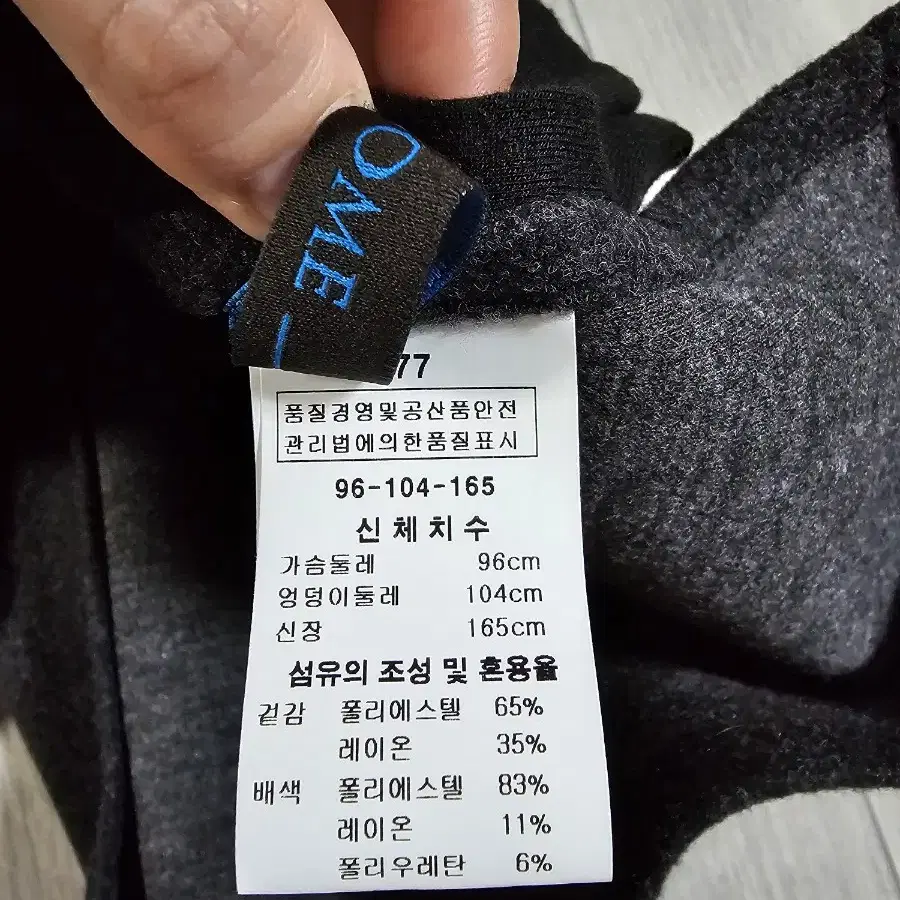 OME-
77
품질경영및공산품안전
관리법에의한품질표시
96-104-165
신체치수
가슴둘레 96cm
엉덩이둘레 104cm
신장 165cm
섬유의 조성 및 혼용율
겉감 폴리에스텔 65%
레이온 35%
배색 폴리에스텔 83%
레이온 11%
폴리우레탄 6%